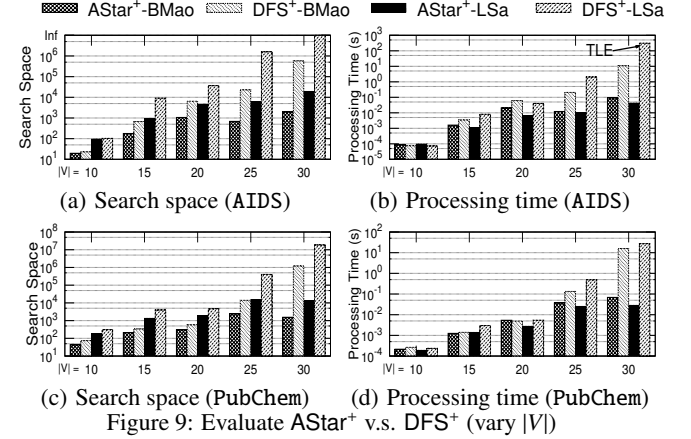 AStar+-BMao DFS+-BMao AStar+-LSa DFS+-LSa
Search Space
Inf
10^6
10^5
10^4
10^3
10^2
10^1
|V| = 10 15 20 25 30
(a) Search space (AIDS)
Processing Time (s)
10^3
10^2
10^1
10^0
10^-1
10^-2
10^-3
10^-4
10^-5
TLE
|V| = 10 15 20 25 30
(b) Processing time (AIDS)
Search Space
10^8
10^7
10^6
10^5
10^4
10^3
10^2
10^1
|V| = 10 15 20 25 30
(c) Search space (PubChem)
Processing Time (s)
10^2
10^1
10^0
10^-1
10^-2
10^-3
10^-4
|V| = 10 15 20 25 30
(d) Processing time (PubChem)
Figure 9: Evaluate AStar+ v.s. DFS+ (vary |V|)